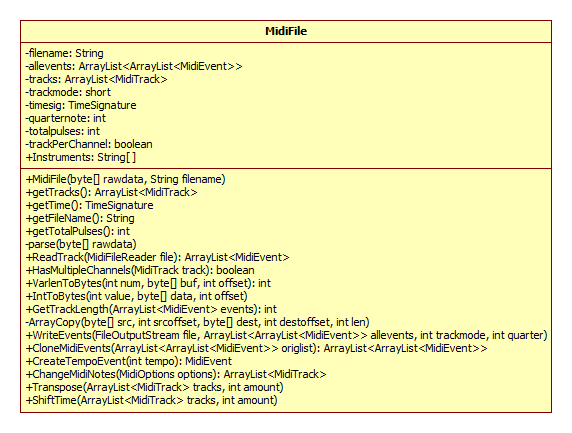 MidiFile
-filename: String
-allevents: ArrayList<ArrayList<MidiEvent>>
-tracks: ArrayList<MidiTrack>
-trackmode: short
-timesig: TimeSignature
-quarternote: int
-totalpulses: int
-trackPerChannel: boolean
+Instruments: String[]
+MidiFile(byte[] rawdata, String filename)
+getTracks(): ArrayList<MidiTrack>
+getTime(): TimeSignature
+getFileName(): String
+getTotalPulses(): int
-parse(byte[] rawdata)
+ReadTrack(MidiFileReader file): ArrayList<MidiEvent>
+HasMultipleChannels(MidiTrack track): boolean
+VarlenToBytes(int num, byte[] buf, int offset): int
+IntToBytes(int value, byte[] data, int offset)
+GetTrackLength(ArrayList<MidiEvent> events): int
-ArrayCopy(byte[] src, int srcoffset, byte[] dest, int destoffset, int len)
+WriteEvents(FileOutputStream file, ArrayList<ArrayList<MidiEvent>> allevents, int trackmode, int quarter)
+CloneMidiEvents(ArrayList<ArrayList<MidiEvent>> origlist): ArrayList<ArrayList<MidiEvent>>
+CreateTempoEvent(int tempo): MidiEvent
+ChangeMidiNotes(MidiOptions options): ArrayList<MidiTrack>
+Transpose(ArrayList<MidiTrack> tracks, int amount)
+ShiftTime(ArrayList<MidiTrack> tracks, int amount)